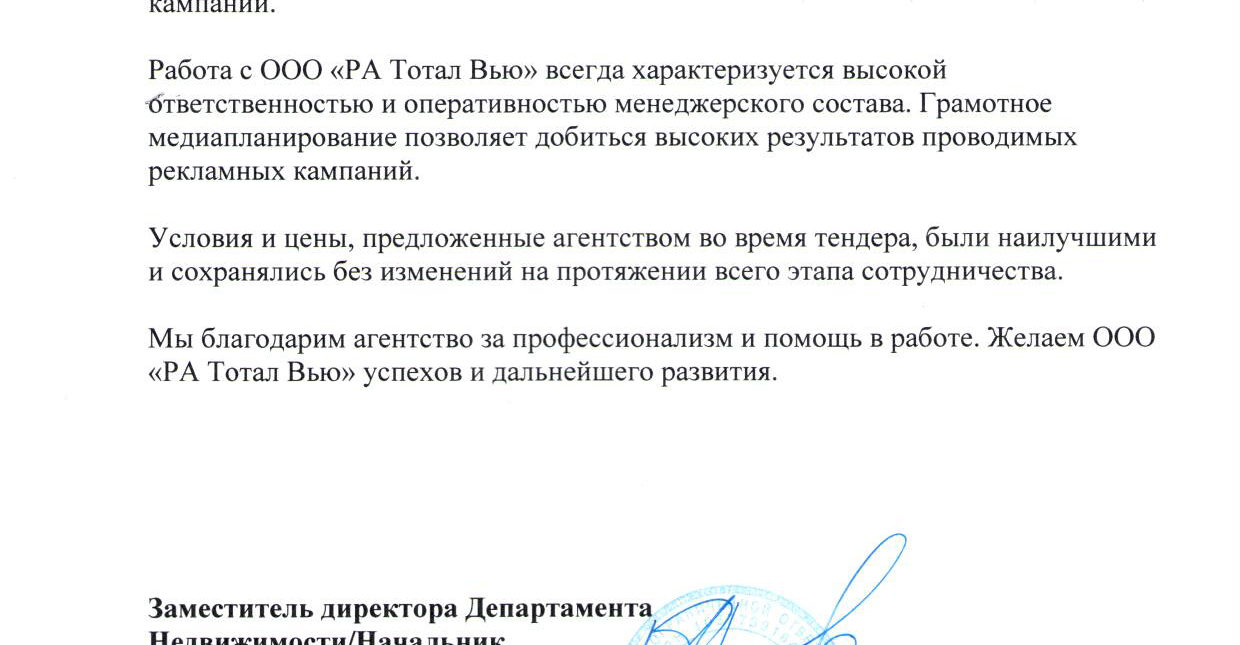 кампании.
Работа с ООО «РА Тотал Вью» всегда характеризуется высокой
ответственностью и оперативностью менеджерского состава. Грамотное
медиапланирование позволяет добиться высоких результатов проводимых
рекламных кампаний.
Условия и цены, предложенные агентством во время тендера, были наилучшими
и сохранялись без изменений на протяжении всего этапа сотрудничества.
Мы благодарим агентство за профессионализм и помощь в работе. Желаем ООО
«РА Тотал Вью» успехов и дальнейшего развития.
Заместитель директора Департамента
Недвижимости/Начальник